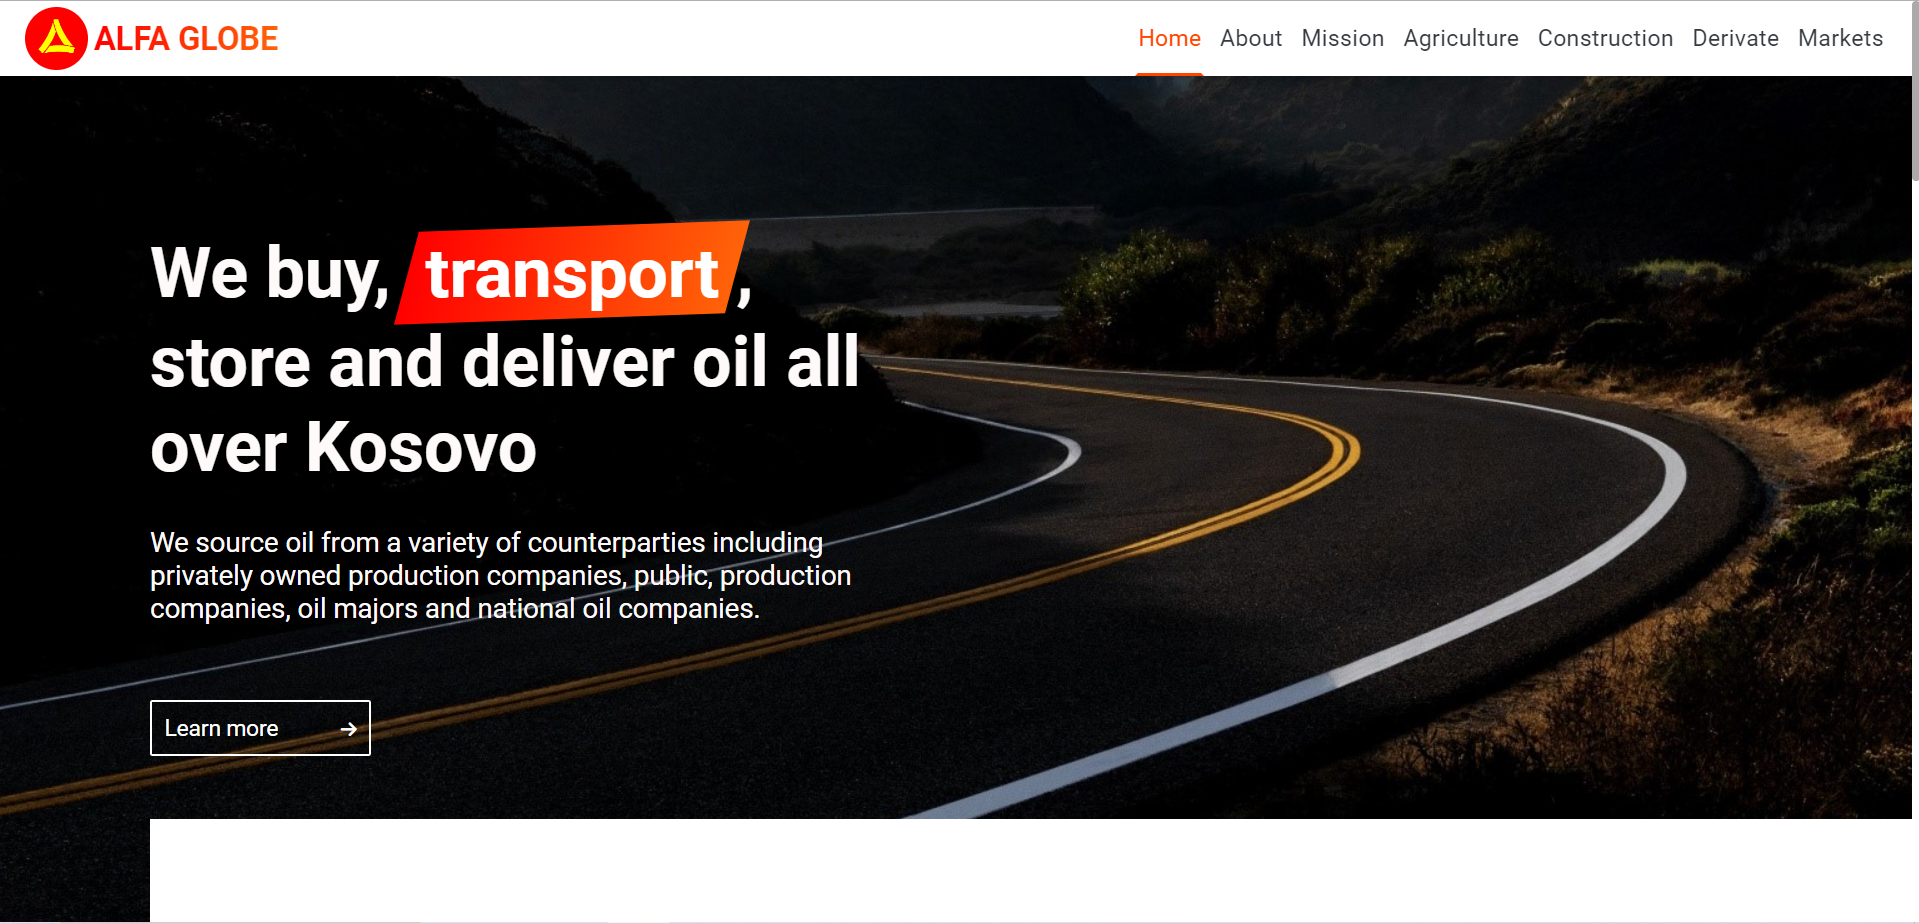 ALFA GLOBE
Home About Mission Agriculture Construction Derivate Markets
We buy, transport,
store and deliver oil all
over Kosovo
We source oil from a variety of counterparties including
privately owned production companies, public, production
companies, oil majors and national oil companies.
Learn more →